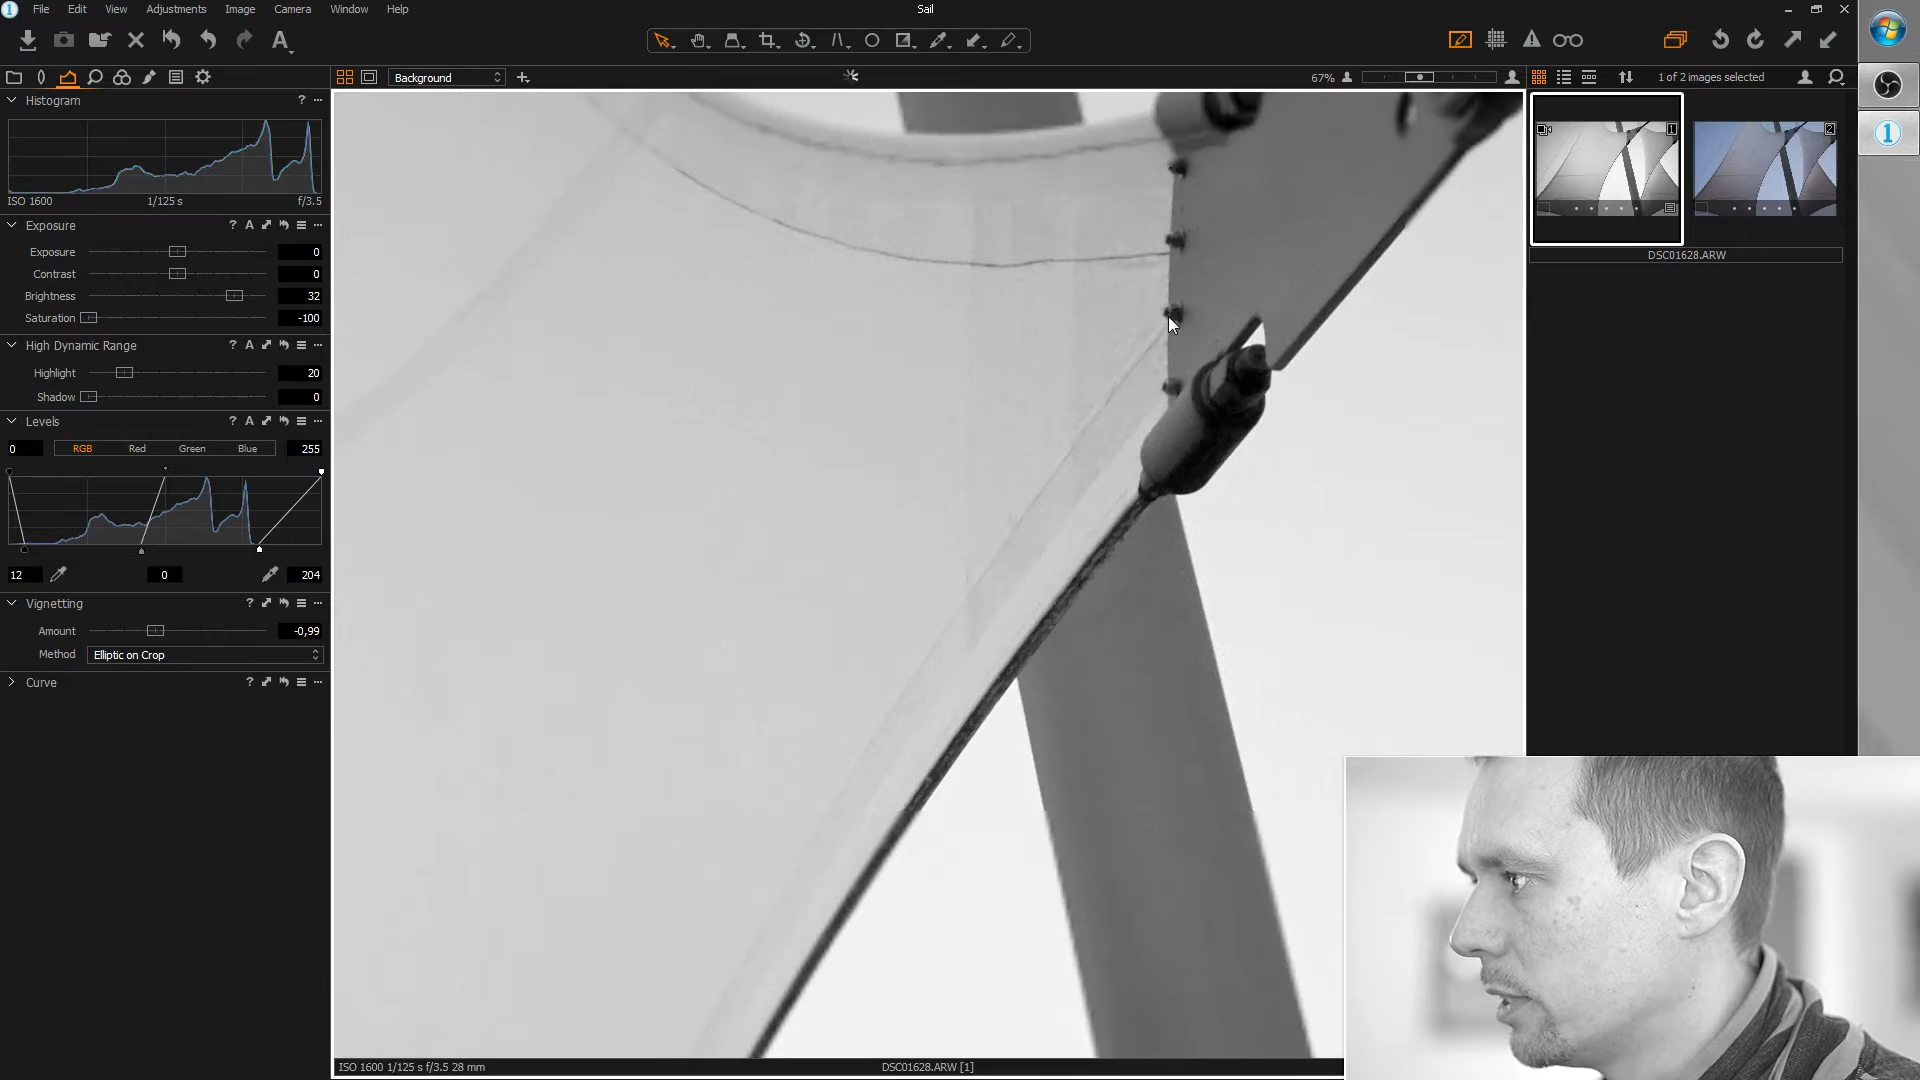 File Edit View Adjustments Image Camera Window Help
Sail
A
Background
67%
1 of 2 images selected
Histogram
ISO 1600 1/125 s f/3.5
Exposure
Exposure 0
Contrast 0
Brightness 32
Saturation -100
High Dynamic Range
Highlight 20
Shadow 0
Levels
0 RGB Red Green Blue 255
12 0 204
Vignetting
Amount -0,99
Method Elliptic on Crop
Curve
1
2
DSC01628.ARW
1
ISO 1600 1/125 s f/3.5 28 mm
DSC01628.ARW [1]